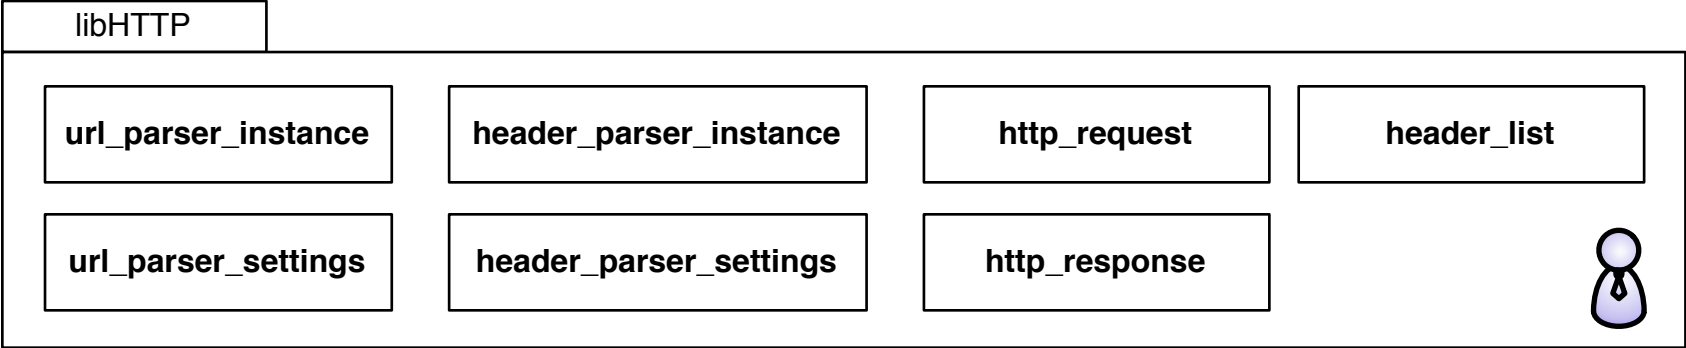 libHTTP
url_parser_instance
header_parser_instance
http_request
header_list
url_parser_settings
header_parser_settings
http_response